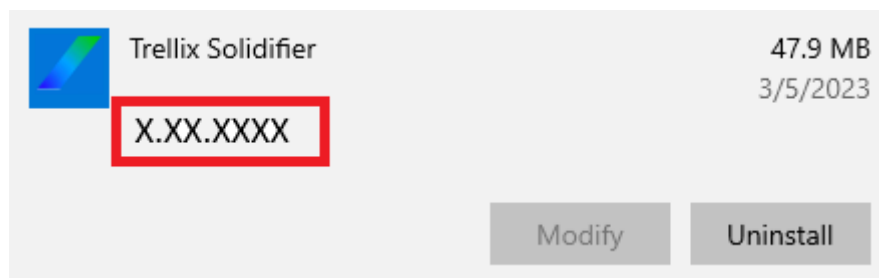 Trellix Solidifier 47.9 MB
3/5/2023
X.XX.XXXX
Modify Uninstall